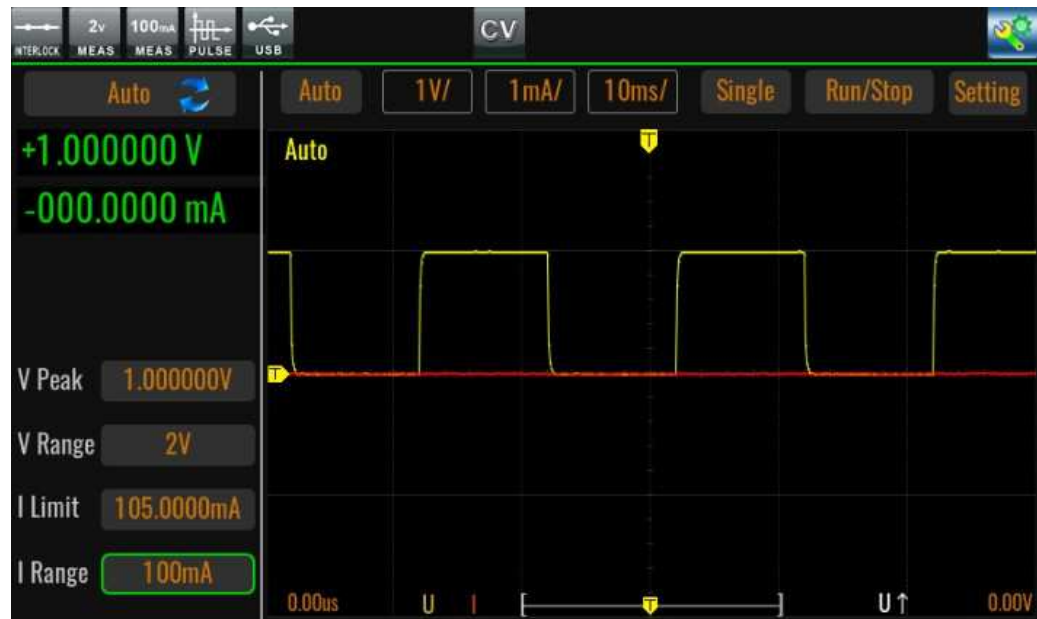 2V 100mA CV
INTERLOCK MEAS MEAS PULSE USB
Auto Auto 1V/ 1mA/ 10ms/ Single Run/Stop Setting
+1.000000 V
-000.0000 mA
Auto
T
T
V Peak 1.000000V
V Range 2V
I Limit 105.0000mA
I Range 100mA
0.00us U I [ T ] U↑ 0.00V